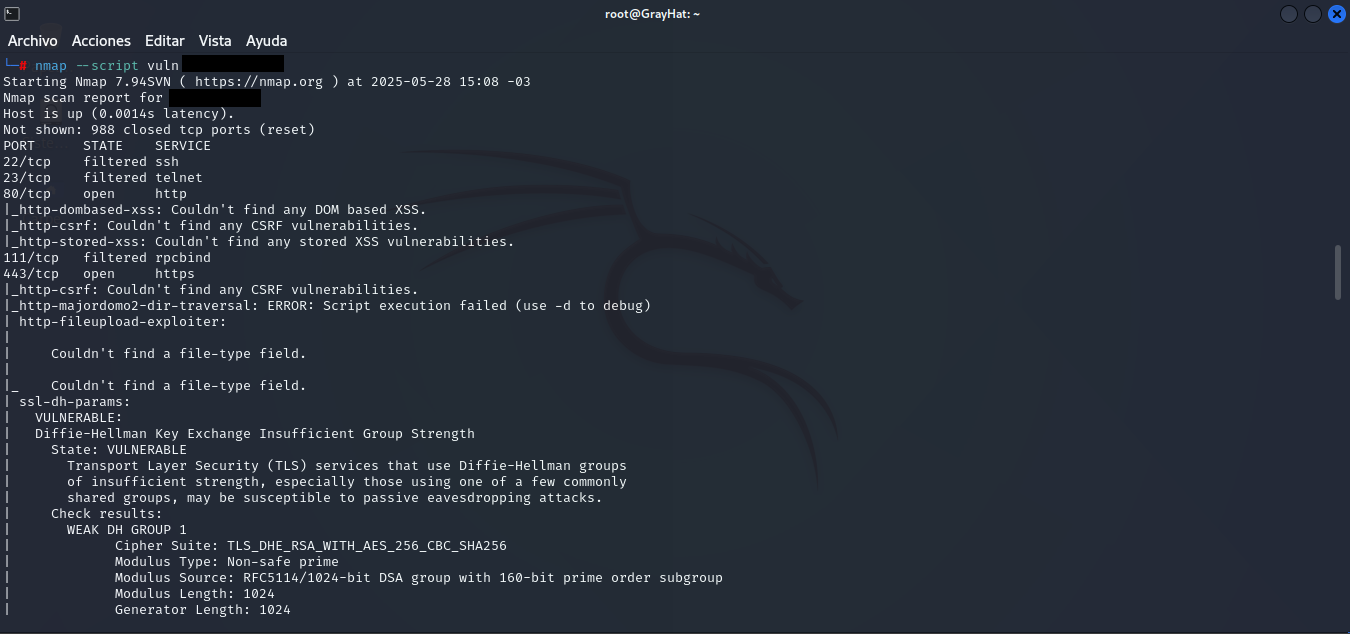 root@GrayHat: ~
Archivo Acciones Editar Vista Ayuda
└─# nmap --script vuln
Starting Nmap 7.94SVN ( https://nmap.org ) at 2025-05-28 15:08 -03
Nmap scan report for
Host is up (0.0014s latency).
Not shown: 988 closed tcp ports (reset)
PORT     STATE    SERVICE
22/tcp   filtered ssh
23/tcp   filtered telnet
80/tcp   open     http
|_http-dombased-xss: Couldn't find any DOM based XSS.
|_http-csrf: Couldn't find any CSRF vulnerabilities.
|_http-stored-xss: Couldn't find any stored XSS vulnerabilities.
111/tcp  filtered rpcbind
443/tcp  open     https
|_http-csrf: Couldn't find any CSRF vulnerabilities.
|_http-majordomo2-dir-traversal: ERROR: Script execution failed (use -d to debug)
| http-fileupload-exploiter:
|
|     Couldn't find a file-type field.
|
|_    Couldn't find a file-type field.
| ssl-dh-params:
|   VULNERABLE:
|   Diffie-Hellman Key Exchange Insufficient Group Strength
|     State: VULNERABLE
|       Transport Layer Security (TLS) services that use Diffie-Hellman groups
|       of insufficient strength, especially those using one of a few commonly
|       shared groups, may be susceptible to passive eavesdropping attacks.
|     Check results:
|       WEAK DH GROUP 1
|             Cipher Suite: TLS_DHE_RSA_WITH_AES_256_CBC_SHA256
|             Modulus Type: Non-safe prime
|             Modulus Source: RFC5114/1024-bit DSA group with 160-bit prime order subgroup
|             Modulus Length: 1024
|             Generator Length: 1024